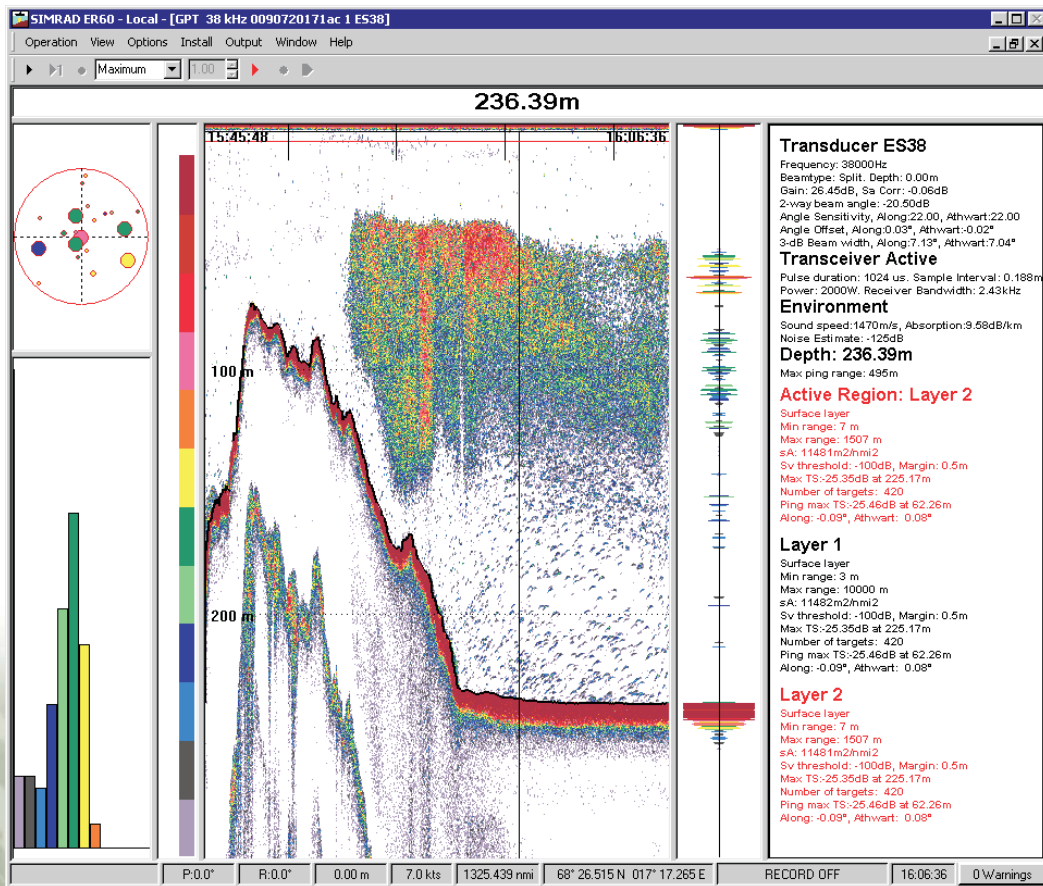 SIMRAD ER60 - Local - [GPT 38 kHz 0090720171ac 1 ES38]
Operation View Options Install Output Window Help
Maximum 1.00
236.39m
15:45:48 16:06:36
100 m
200 m
Transducer ES38
Frequency: 38000Hz
Beamtype: Split. Depth: 0.00m
Gain: 26.45dB, Sa Corr: -0.06dB
2-way beam angle: -20.50dB
Angle Sensitivity, Along:22.00, Athwart:22.00
Angle Offset, Along:0.03°, Athwart:-0.02°
3-dB Beam width, Along:7.13°, Athwart:7.04°
Transceiver Active
Pulse duration: 1024 us. Sample Interval: 0.188m
Power: 2000W. Receiver Bandwidth: 2.43kHz
Environment
Sound speed:1470m/s, Absorption:9.58dB/km
Noise Estimate: -125dB
Depth: 236.39m
Max ping range: 495m
Active Region: Layer 2
Surface layer
Min range: 7 m
Max range: 1507 m
sA: 11481m2/nmi2
Sv threshold: -100dB, Margin: 0.5m
Max TS:-25.35dB at 225.17m
Number of targets: 420
Ping max TS:-25.46dB at 62.26m
Along: -0.09°, Athwart: 0.08°
Layer 1
Surface layer
Min range: 3 m
Max range: 10000 m
sA: 11482m2/nmi2
Sv threshold: -100dB, Margin: 0.5m
Max TS:-25.35dB at 225.17m
Number of targets: 420
Ping max TS:-25.46dB at 62.26m
Along: -0.09°, Athwart: 0.08°
Layer 2
Surface layer
Min range: 7 m
Max range: 1507 m
sA: 11481m2/nmi2
Sv threshold: -100dB, Margin: 0.5m
Max TS:-25.35dB at 225.17m
Number of targets: 420
Ping max TS:-25.46dB at 62.26m
Along: -0.09°, Athwart: 0.08°
P:0.0° R:0.0° 0.00 m 7.0 kts 1325.439 nmi 68° 26.515 N 017° 17.265 E RECORD OFF 16:06:36 0 Warnings